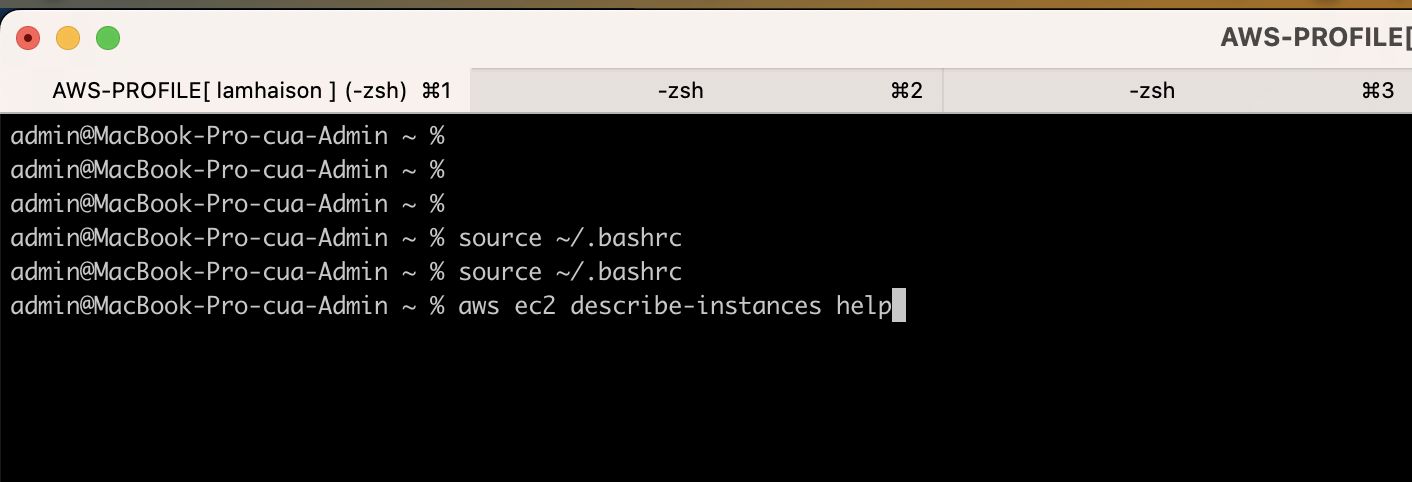 AWS-PROFILE[
AWS-PROFILE[ lamhaison ] (-zsh) ⌘1 -zsh ⌘2 -zsh ⌘3
admin@MacBook-Pro-cua-Admin ~ %
admin@MacBook-Pro-cua-Admin ~ %
admin@MacBook-Pro-cua-Admin ~ %
admin@MacBook-Pro-cua-Admin ~ % source ~/.bashrc
admin@MacBook-Pro-cua-Admin ~ % source ~/.bashrc
admin@MacBook-Pro-cua-Admin ~ % aws ec2 describe-instances help